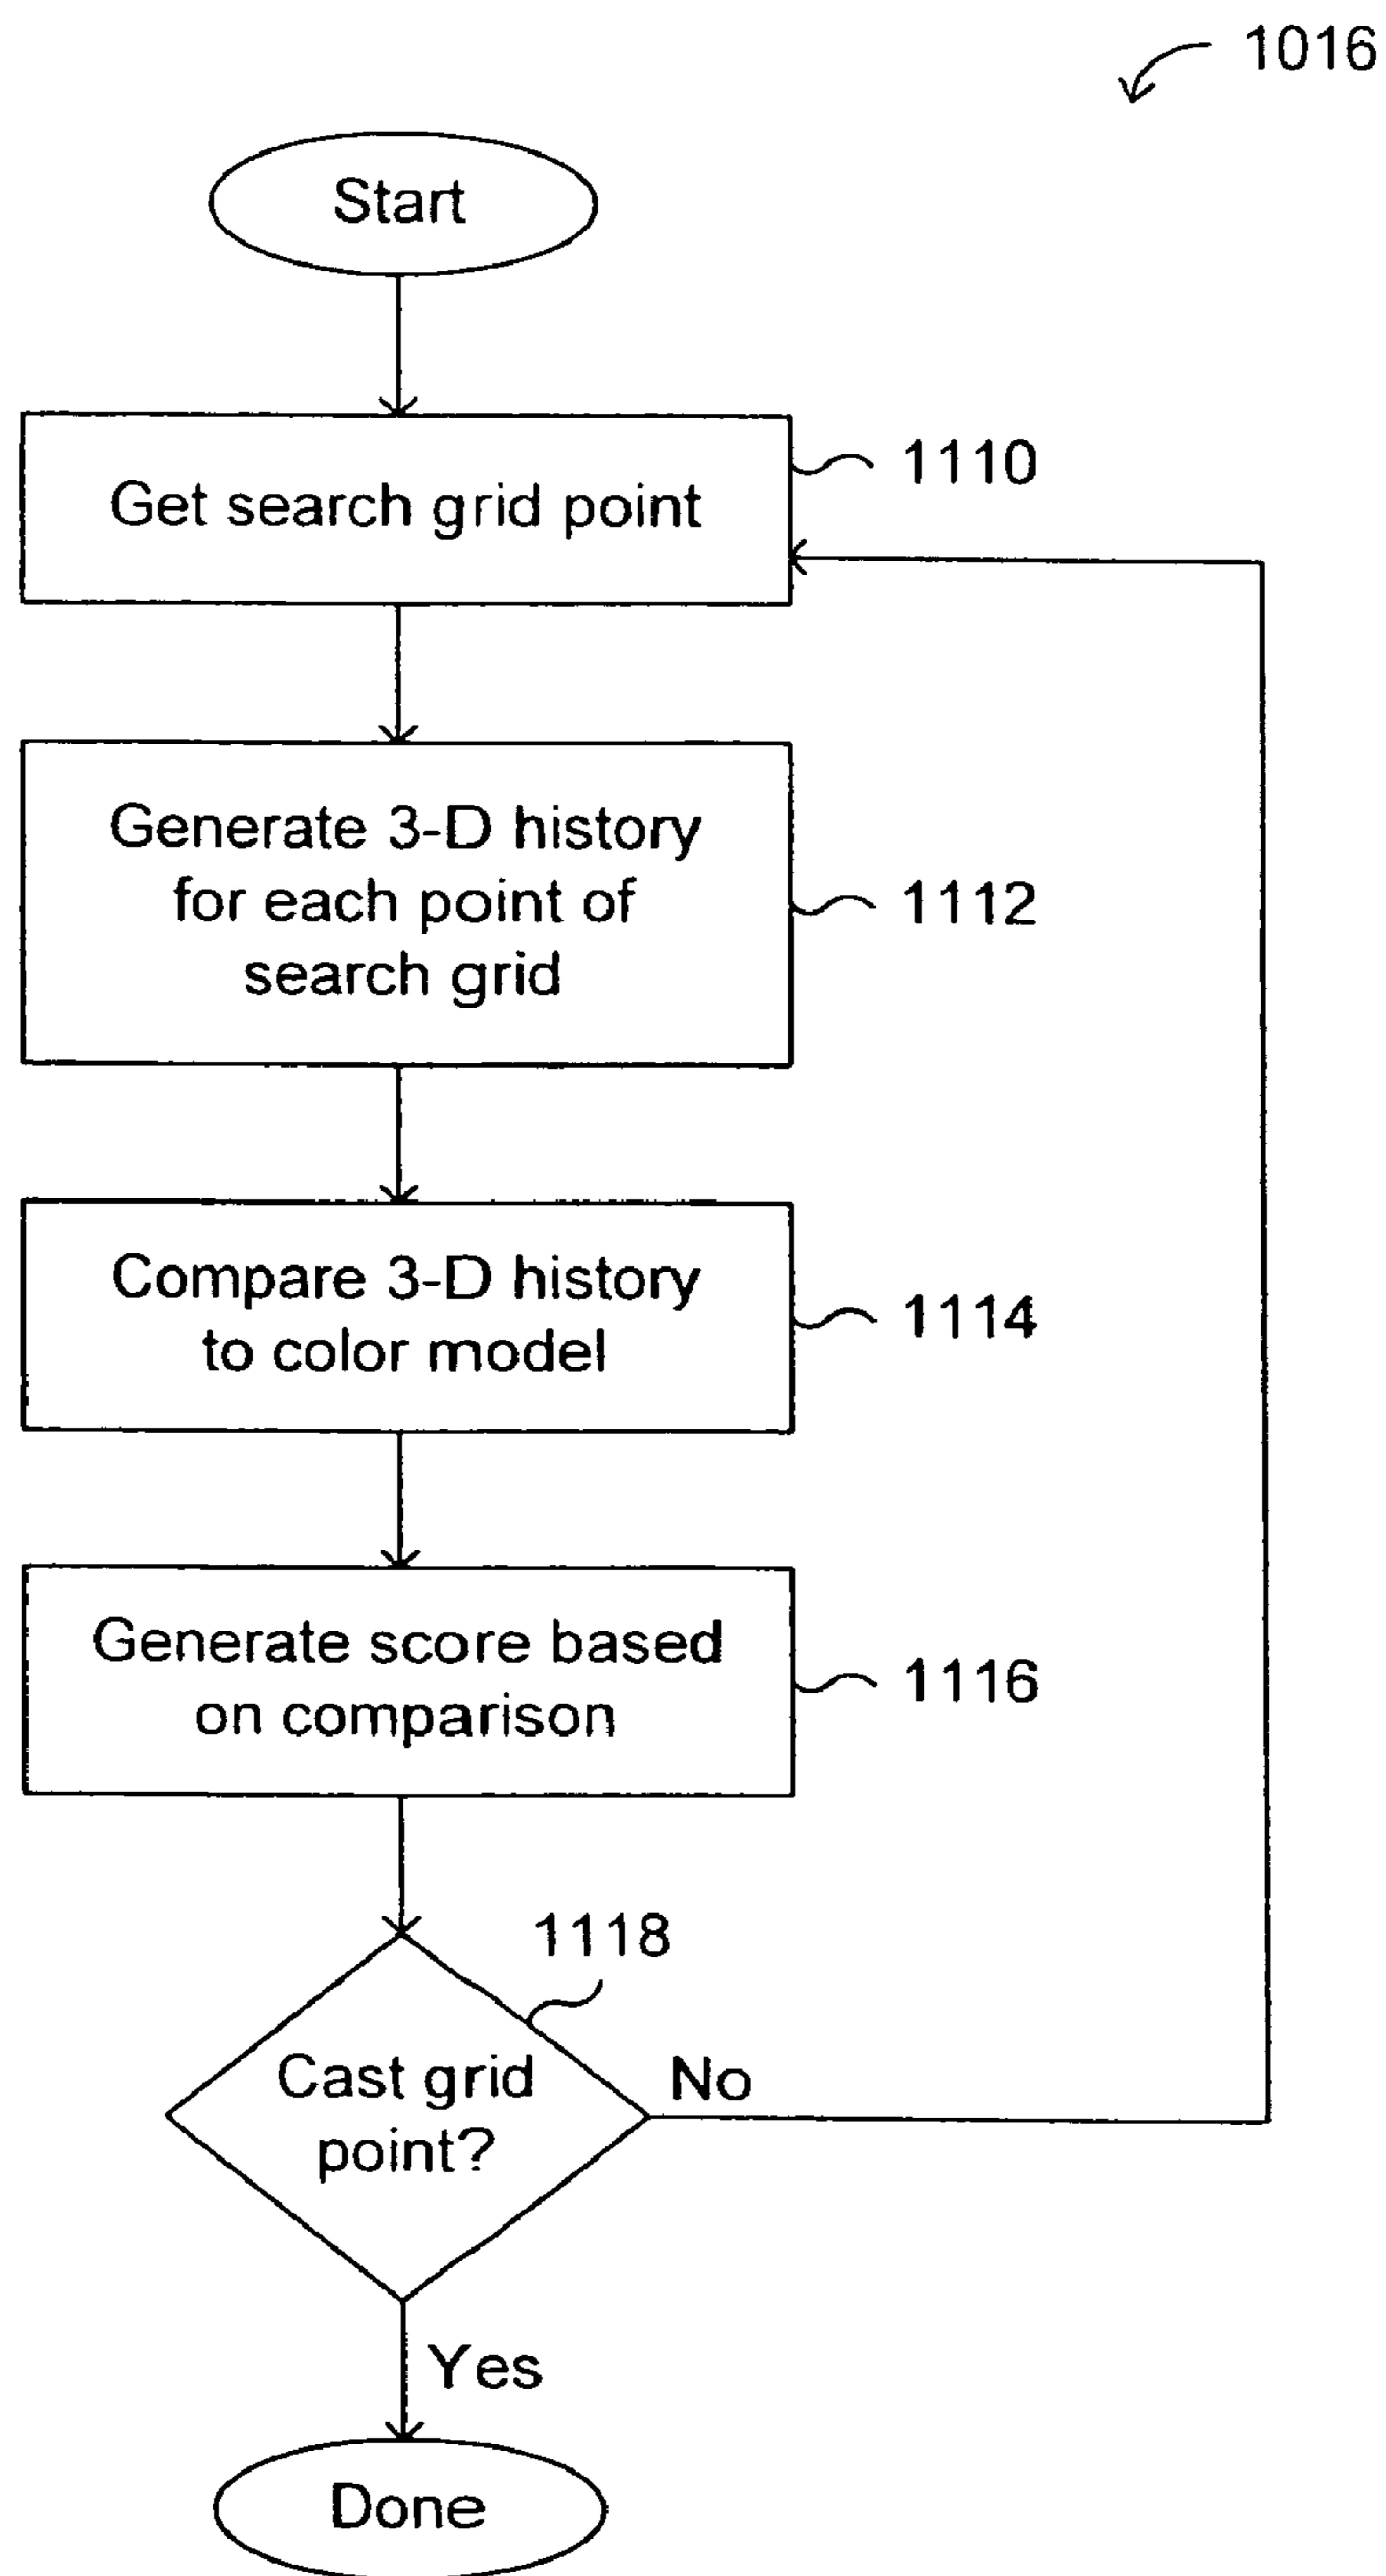 1016
Start
Get search grid point
1110
Generate 3-D history
for each point of
search grid
1112
Compare 3-D history
to color model
1114
Generate score based
on comparison
1116
1118
Cast grid
point?
No
Yes
Done